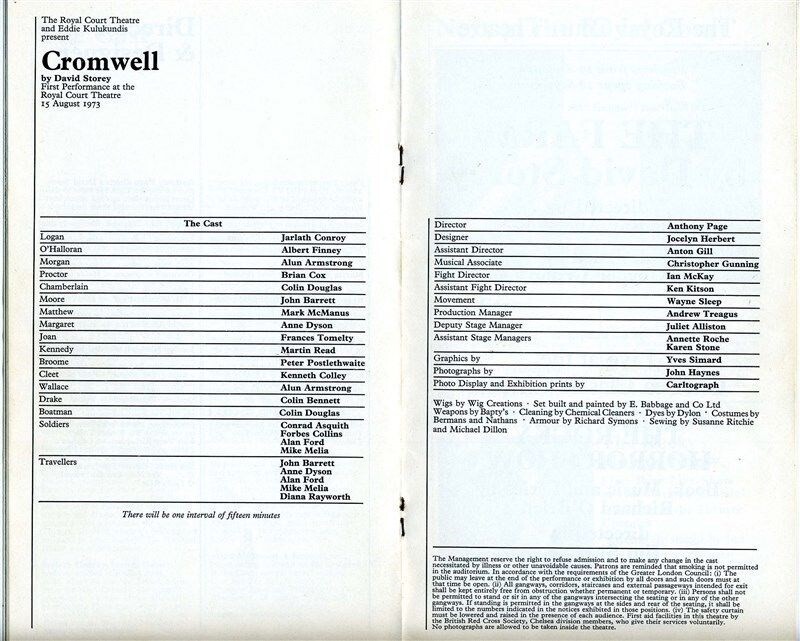 The Royal Court Theatre
and Eddie Kulukundis
present
Cromwell
by David Storey
First Performance at the
Royal Court Theatre
15 August 1973
The Cast
Logan Jarlath Conroy
O'Halloran Albert Finney
Morgan Alun Armstrong
Proctor Brian Cox
Chamberlain Colin Douglas
Moore John Barrett
Matthew Mark McManus
Margaret Anne Dyson
Joan Frances Tomelty
Kennedy Martin Read
Broome Peter Postlethwaite
Cleet Kenneth Colley
Wallace Alun Armstrong
Drake Colin Bennett
Boatman Colin Douglas
Soldiers Conrad Asquith
Forbes Collins
Alan Ford
Mike Melia
Travellers John Barrett
Anne Dyson
Alan Ford
Mike Melia
Diana Rayworth
There will be one interval of fifteen minutes
Director Anthony Page
Designer Jocelyn Herbert
Assistant Director Anton Gill
Musical Associate Christopher Gunning
Fight Director Ian McKay
Assistant Fight Director Ken Kitson
Movement Wayne Sleep
Production Manager Andrew Treagus
Deputy Stage Manager Juliet Alliston
Assistant Stage Managers Annette Roche
Karen Stone
Graphics by Yves Simard
Photographs by John Haynes
Photo Display and Exhibition prints by Carltograph
Wigs by Wig Creations · Set built and painted by E. Babbage and Co Ltd
Weapons by Bapty's · Cleaning by Chemical Cleaners · Dyes by Dylon · Costumes by
Bermans and Nathans · Armour by Richard Symons · Sewing by Susanne Ritchie
and Michael Dillon
The Management reserve the right to refuse admission and to make any change in the cast
necessitated by illness or other unavoidable causes. Patrons are reminded that smoking is not permitted
in the auditorium. In accordance with the requirements of the Greater London Council: (i) The
public may leave at the end of the performance or exhibition by all doors and such doors must at
that time be open. (ii) All gangways, corridors, staircases and external passageways intended for exit
shall be kept entirely free from obstruction whether permanent or temporary. (iii) Persons shall not
be permitted to stand or sit in any of the gangways intersecting the seating or in any of the other
gangways. If standing is permitted in the gangways at the sides and rear of the seating, it shall be
limited to the numbers indicated in the notices exhibited in those positions. (iv) The safety curtain
must be lowered and raised in the presence of each audience. First aid facilities in this theatre by
the British Red Cross Society, Chelsea division members, who give their services voluntarily.
No photographs are allowed to be taken inside the theatre.